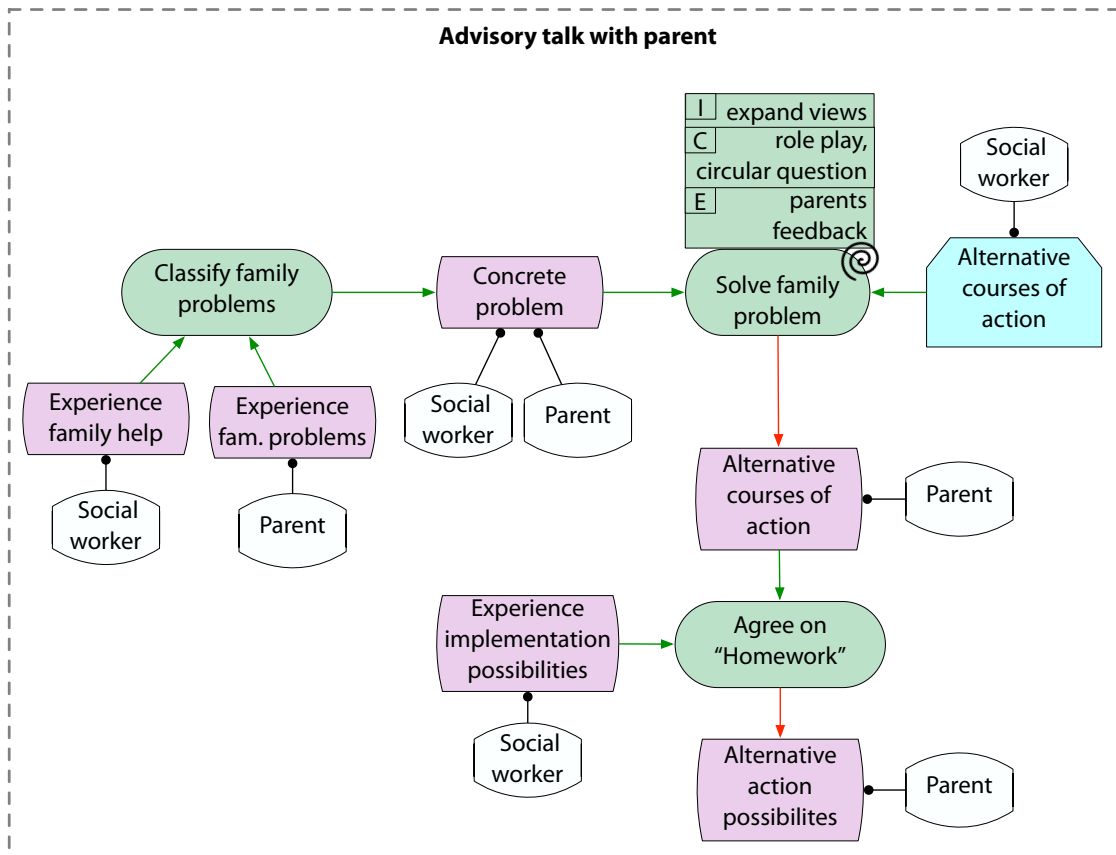 Advisory talk with parent
I expand views
C role play,
circular question
E parents
feedback
Social
worker
Classify family
problems
Concrete
problem
Solve family
problem
Alternative
courses of
action
Experience
family help
Experience
fam. problems
Social
worker
Parent
Social
worker
Parent
Alternative
courses of
action
Parent
Experience
implementation
possibilities
Agree on
“Homework”
Social
worker
Alternative
action
possibilites
Parent